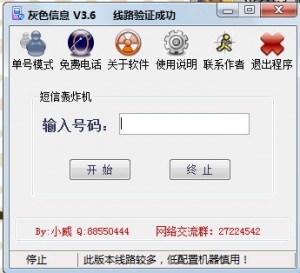 灰色信息 V3.6 线路验证成功
单号模式 免费电话 关于软件 使用说明 联系作者 退出程序
短信轰炸机
输入号码：
开 始 终 止
By:小威 Q:88550444 网络交流群：27224542
停止 此版本线路较多，低配置机器慎用！